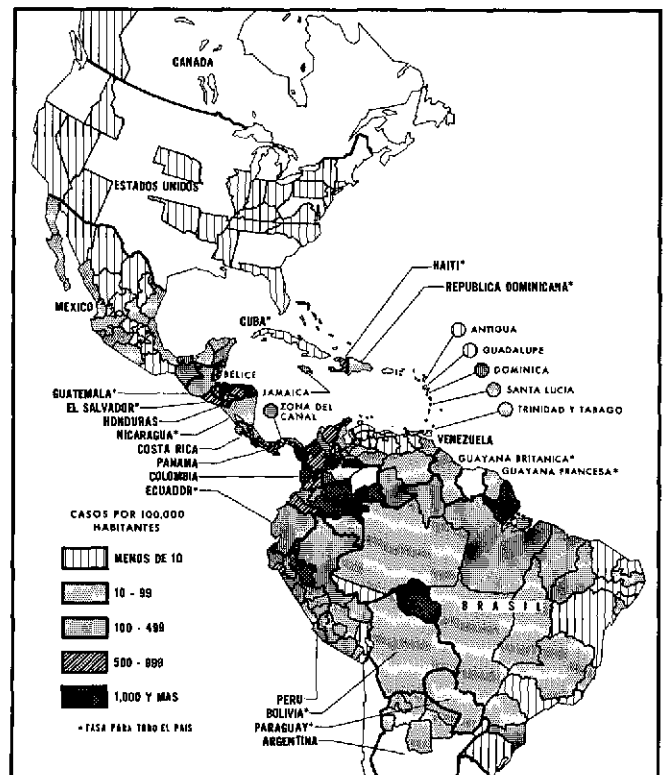 CANADA
ESTADOS UNIDOS
MEXICO
HAITI*
REPUBLICA DOMINICANA*
CUBA*
ANTIGUA
GUADALUPE
DOMINICA
SANTA LUCIA
TRINIDAD Y TABAGO
BELICE
JAMAICA
ZONA DEL
CANAL
GUATEMALA*
EL SALVADOR*
HONDURAS
NICARAGUA*
COSTA RICA
PANAMA
COLOMBIA
ECUADOR*
VENEZUELA
GUAYANA BRITANICA*
GUAYANA FRANCESA*
BRASIL
CASOS POR 100,000
HABITANTES
MENOS DE 10
10 - 99
100 - 499
500 - 999
1,000 Y MAS
*TASA PARA TODO EL PAIS
PERU
BOLIVIA*
PARAGUAY*
ARGENTINA